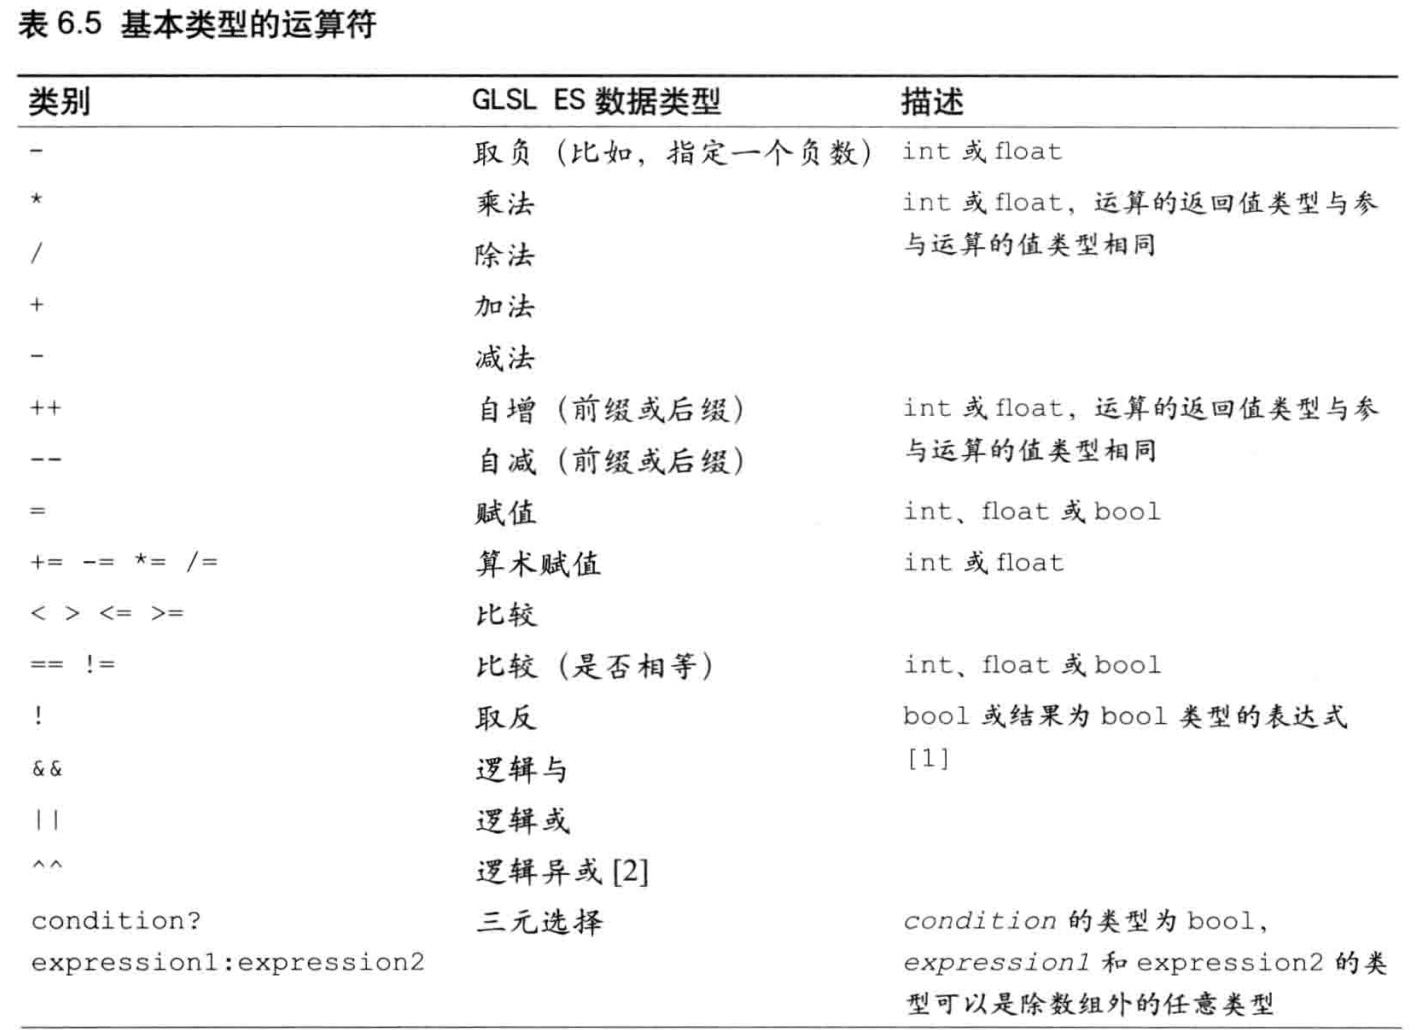 表 6.5 基本类型的运算符
类别 GLSL ES 数据类型 描述
- 取负（比如，指定一个负数） int 或 float
* 乘法 int 或 float，运算的返回值类型与参
与运算的值类型相同
/ 除法
+ 加法
- 减法
++ 自增（前缀或后缀） int 或 float，运算的返回值类型与参
与运算的值类型相同
-- 自减（前缀或后缀）
= 赋值 int、float 或 bool
+= -= *= /= 算术赋值 int 或 float
< > <= >= 比较
== != 比较（是否相等） int、float 或 bool
! 取反 bool 或结果为 bool 类型的表达式
[1]
&& 逻辑与
|| 逻辑或
^^ 逻辑异或 [2]
condition? 三元选择 condition 的类型为 bool，
expression1:expression2 expression1 和 expression2 的类
型可以是除数组外的任意类型